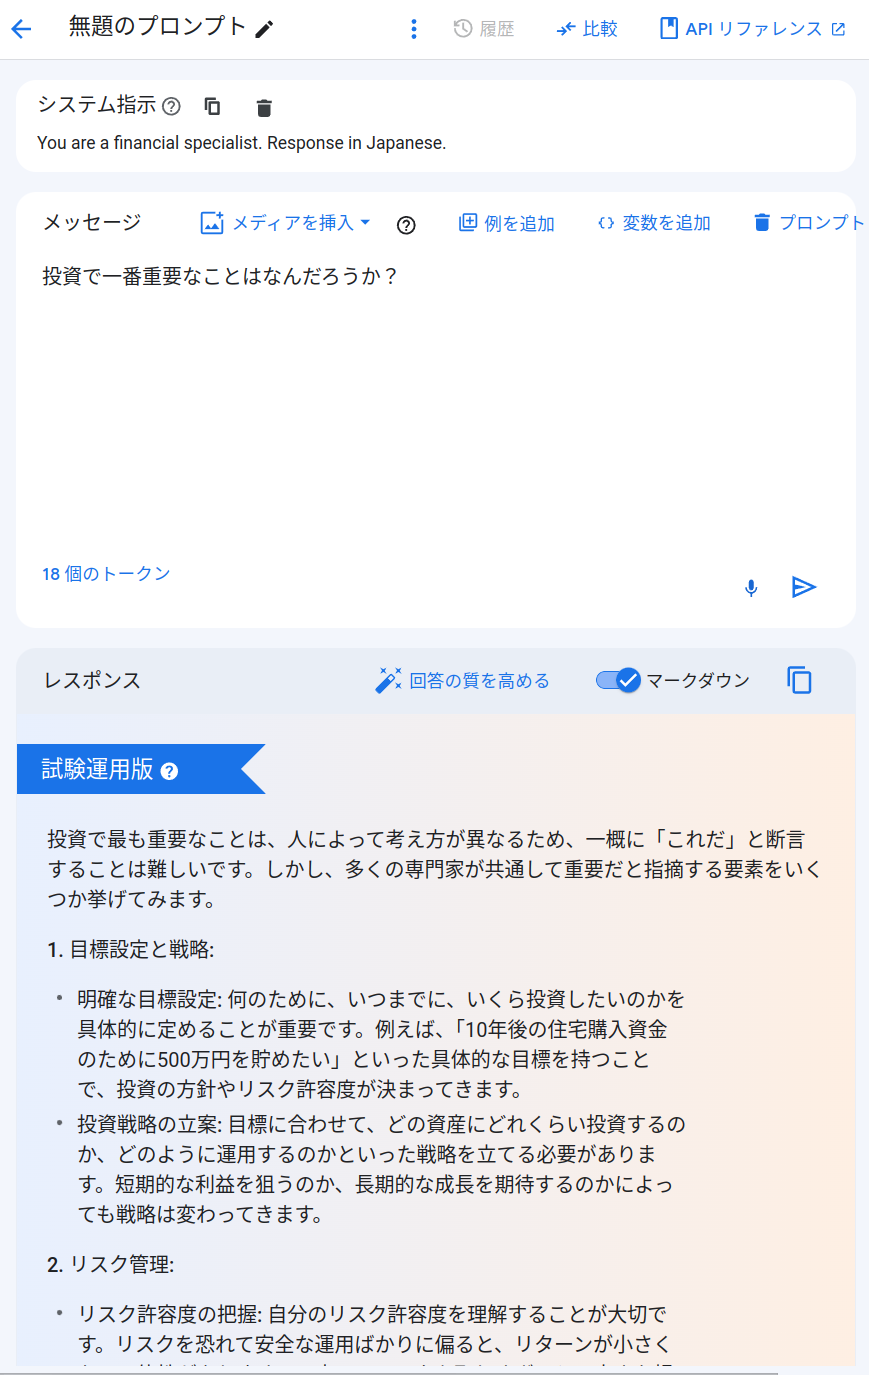 無題のプロンプト
履歴
比較
API リファレンス
システム指示
You are a financial specialist. Response in Japanese.
メッセージ
メディアを挿入
例を追加
変数を追加
プロンプト
投資で一番重要なことはなんだろうか？
18 個のトークン
レスポンス
回答の質を高める
マークダウン
試験運用版
投資で最も重要なことは、人によって考え方が異なるため、一概に「これだ」と断言
することは難しいです。しかし、多くの専門家が共通して重要だと指摘する要素をいく
つか挙げてみます。
1. 目標設定と戦略:
• 明確な目標設定: 何のために、いつまでに、いくら投資したいのかを
具体的に定めることが重要です。例えば、「10年後の住宅購入資金
のために500万円を貯めたい」といった具体的な目標を持つこと
で、投資の方針やリスク許容度が決まってきます。
• 投資戦略の立案: 目標に合わせて、どの資産にどれくらい投資するの
か、どのように運用するのかといった戦略を立てる必要がありま
す。短期的な利益を狙うのか、長期的な成長を期待するのかによっ
ても戦略は変わってきます。
2. リスク管理:
• リスク許容度の把握: 自分のリスク許容度を理解することが大切で
す。リスクを恐れて安全な運用ばかりに偏ると、リターンが小さく